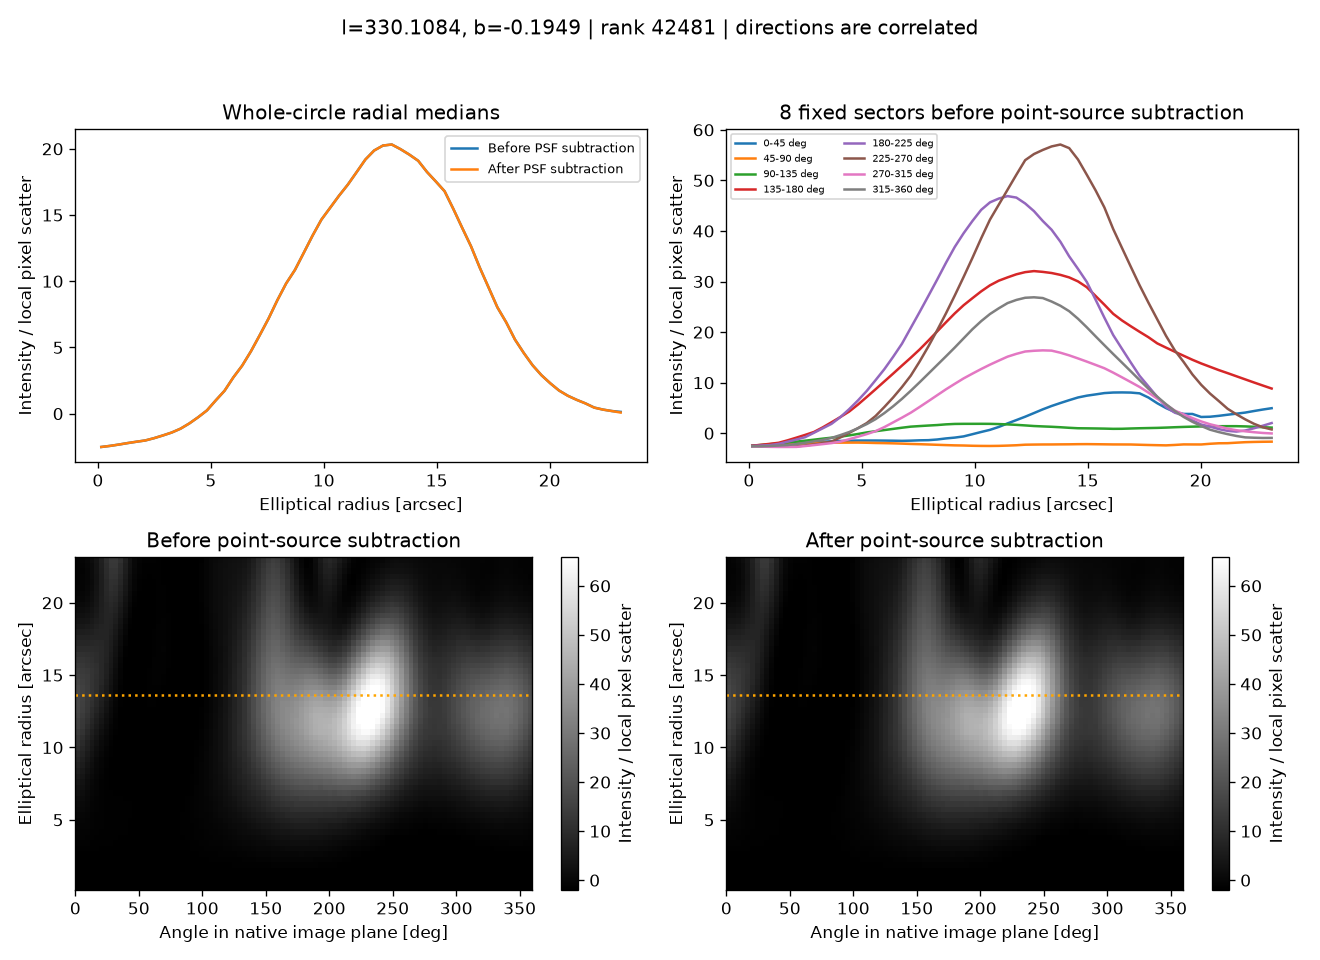 l=330.1084, b=-0.1949 | rank 42481 | directions are correlated
Whole-circle radial medians
Intensity / local pixel scatter
20
15
10
5
0
Before PSF subtraction
After PSF subtraction
0 5 10 15 20
Elliptical radius [arcsec]
8 fixed sectors before point-source subtraction
Intensity / local pixel scatter
60
50
40
30
20
10
0
0-45 deg
45-90 deg
90-135 deg
135-180 deg
180-225 deg
225-270 deg
270-315 deg
315-360 deg
0 5 10 15 20
Elliptical radius [arcsec]
Before point-source subtraction
Elliptical radius [arcsec]
20
15
10
5
0 50 100 150 200 250 300 350
Angle in native image plane [deg]
60
50
40
30
20
10
0
Intensity / local pixel scatter
After point-source subtraction
Elliptical radius [arcsec]
20
15
10
5
0 50 100 150 200 250 300 350
Angle in native image plane [deg]
60
50
40
30
20
10
0
Intensity / local pixel scatter